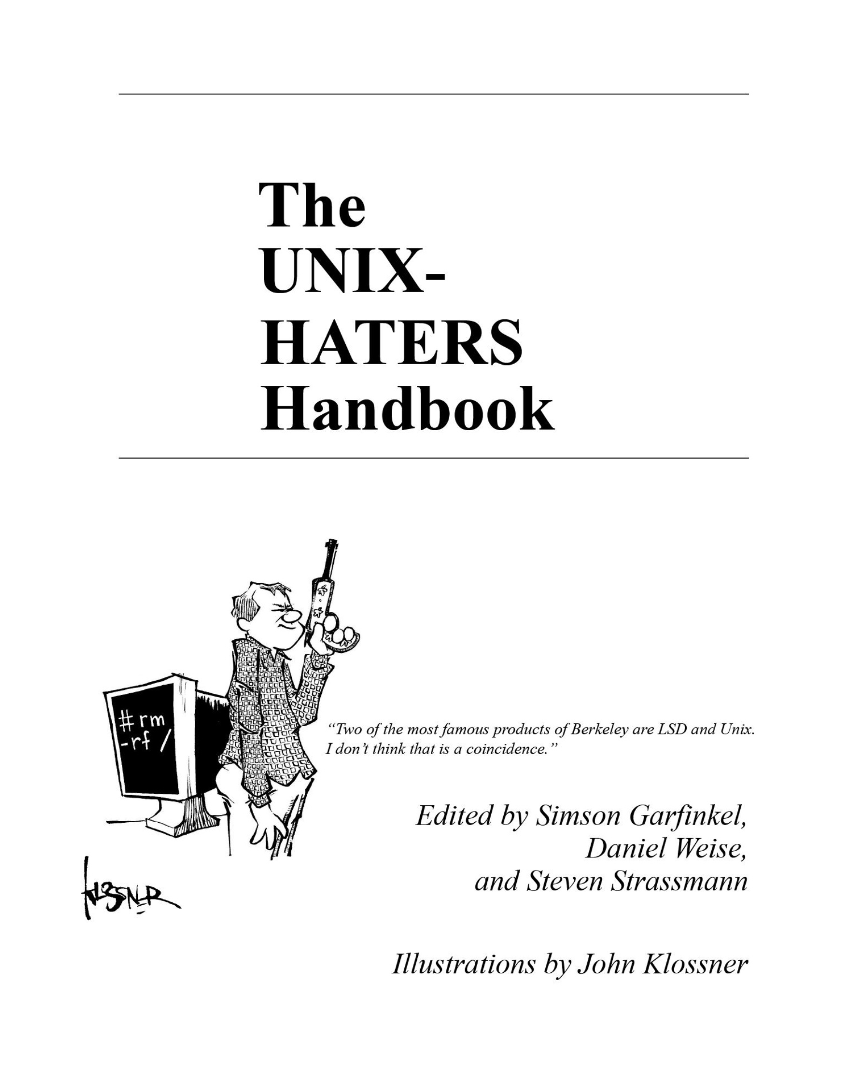 The
UNIX-
HATERS
Handbook
# rm
-rf /
“Two of the most famous products of Berkeley are LSD and Unix.
I don’t think that is a coincidence.”
Edited by Simson Garfinkel,
Daniel Weise,
and Steven Strassmann
KLOSSNER
Illustrations by John Klossner